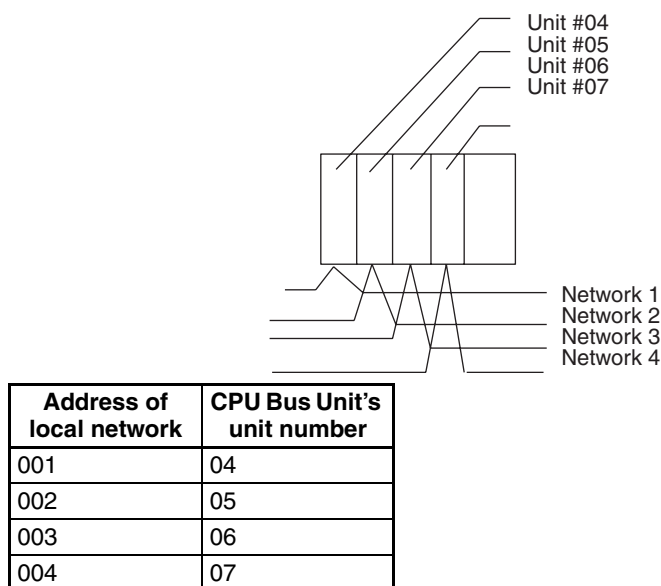 Unit #04
Unit #05
Unit #06
Unit #07
Network 1
Network 2
Network 3
Network 4
Address of local network | CPU Bus Unit's unit number
001 | 04
002 | 05
003 | 06
004 | 07